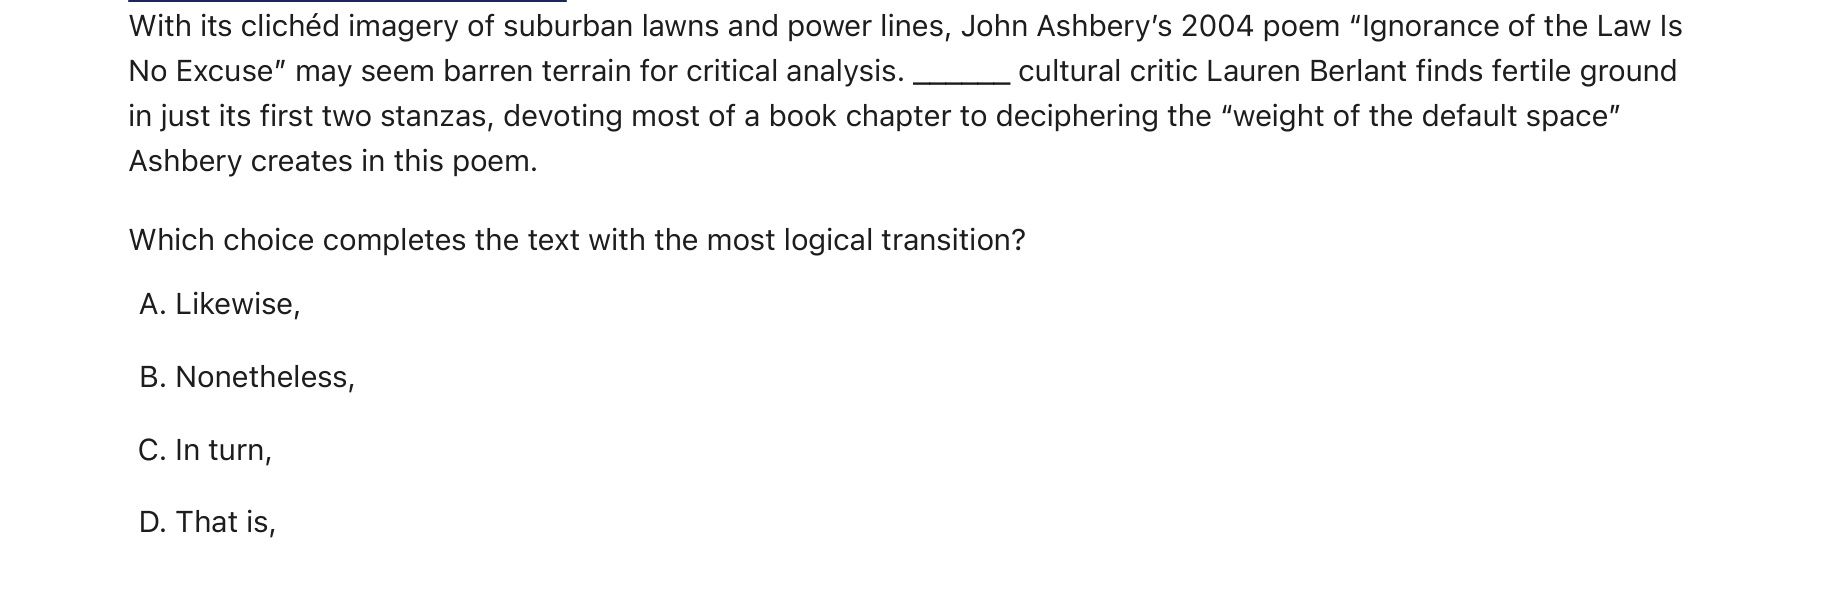 With its clichéd imagery of suburban lawns and power lines, John Ashbery’s 2004 poem “Ignorance of the Law Is
No Excuse” may seem barren terrain for critical analysis. ______ cultural critic Lauren Berlant finds fertile ground
in just its first two stanzas, devoting most of a book chapter to deciphering the “weight of the default space”
Ashbery creates in this poem.
Which choice completes the text with the most logical transition?
A. Likewise,
B. Nonetheless,
C. In turn,
D. That is,